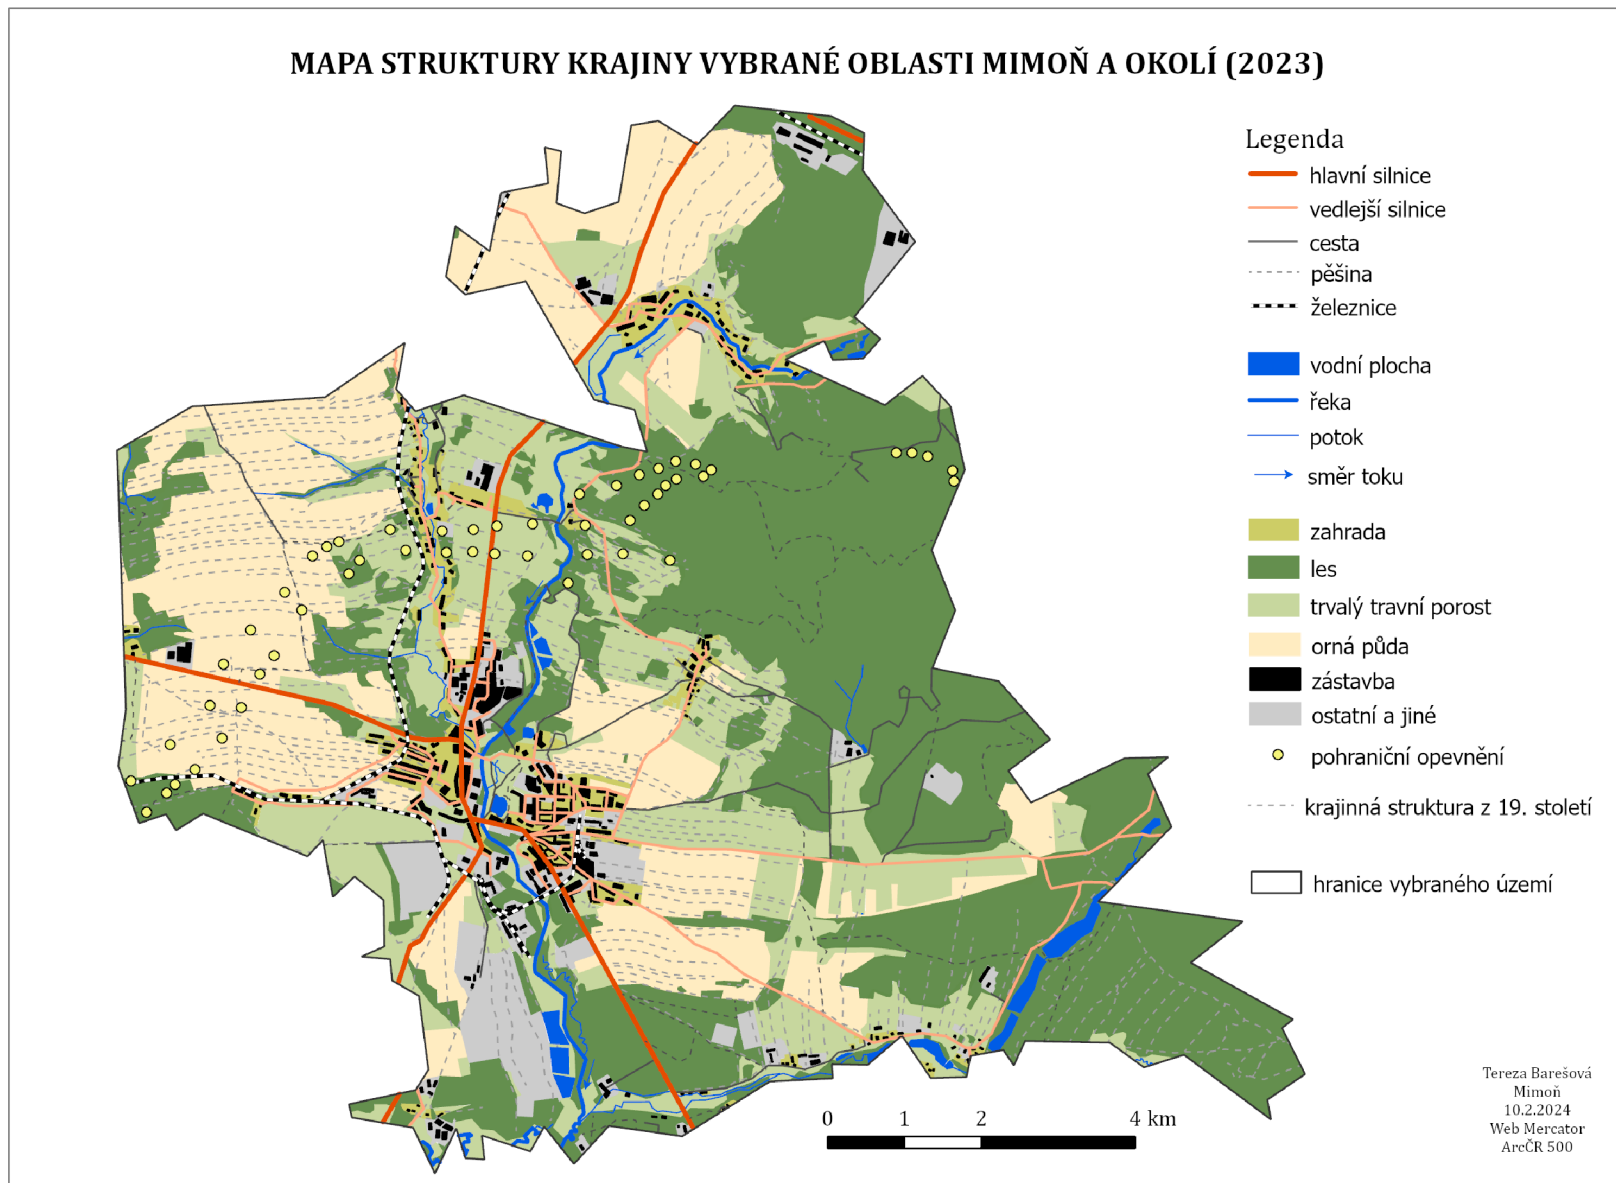 MAPA STRUKTURY KRAJINY VYBRANÉ OBLASTI MIMOŇ A OKOLÍ (2023)
Legenda
hlavní silnice
vedlejší silnice
cesta
pěšina
železnice
vodní plocha
řeka
potok
směr toku
zahrada
les
trvalý travní porost
orná půda
zástavba
ostatní a jiné
pohraniční opevnění
krajinná struktura z 19. století
hranice vybraného území
0 1 2 4 km
Tereza Barešová
Mimoň
10.2.2024
Web Mercator
ArcČR 500